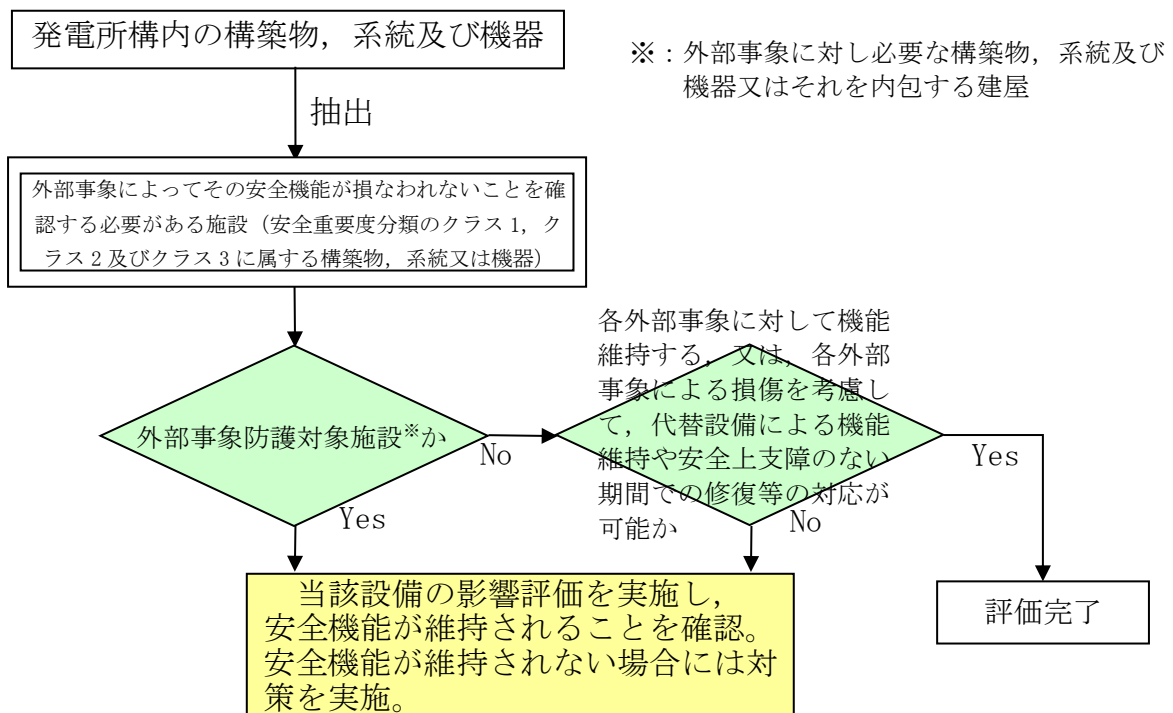 発電所構内の構築物，系統及び機器
※：外部事象に対し必要な構築物，系統及び
機器又はそれを内包する建屋
抽出
外部事象によってその安全機能が損なわれないことを確
認する必要がある施設（安全重要度分類のクラス１，ク
ラス２及びクラス３に属する構築物，系統又は機器）
外部事象防護対象施設※か
No
Yes
各外部事象に対して機能
維持する，又は，各外部
事象による損傷を考慮し
て，代替設備による機能
維持や安全上支障のない
期間での修復等の対応が
可能か
No
Yes
当該設備の影響評価を実施し，
安全機能が維持されることを確認。
安全機能が維持されない場合には対
策を実施。
評価完了